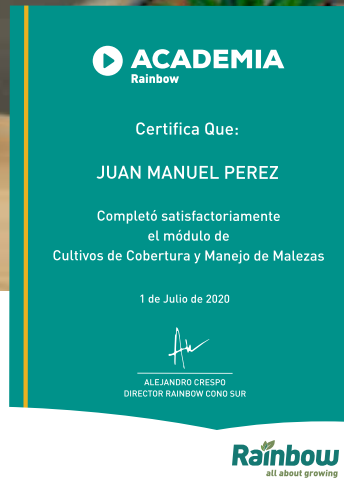 ACADEMIA
Rainbow
Certifica Que:
JUAN MANUEL PEREZ
Completó satisfactoriamente
el módulo de
Cultivos de Cobertura y Manejo de Malezas
1 de Julio de 2020
ALEJANDRO CRESPO
DIRECTOR RAINBOW CONO SUR
Rainbow
all about growing